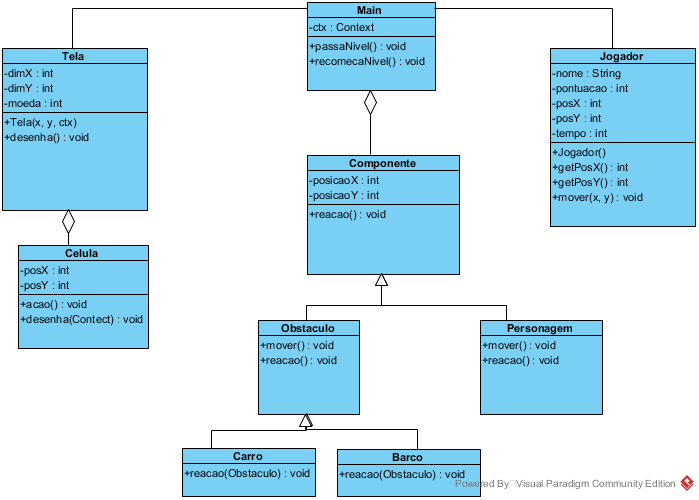 Main
-ctx : Context
+passaNivel() : void
+recomecaNivel() : void
Tela
-dimX : int
-dimY : int
-moeda : int
+Tela(x, y, ctx)
+desenha() : void
Jogador
-nome : String
-pontuacao : int
-posX : int
-posY : int
-tempo : int
+Jogador()
+getPosX() : int
+getPosY() : int
+mover(x, y) : void
Componente
-posicaoX : int
-posicaoY : int
+reacao() : void
Celula
-posX : int
-posY : int
+acao() : void
+desenha(Contect) : void
Obstaculo
+mover() : void
+reacao() : void
Personagem
+mover() : void
+reacao() : void
Carro
+reacao(Obstaculo) : void
Barco
+reacao(Obstaculo) : void
Powered By Visual Paradigm Community Edition